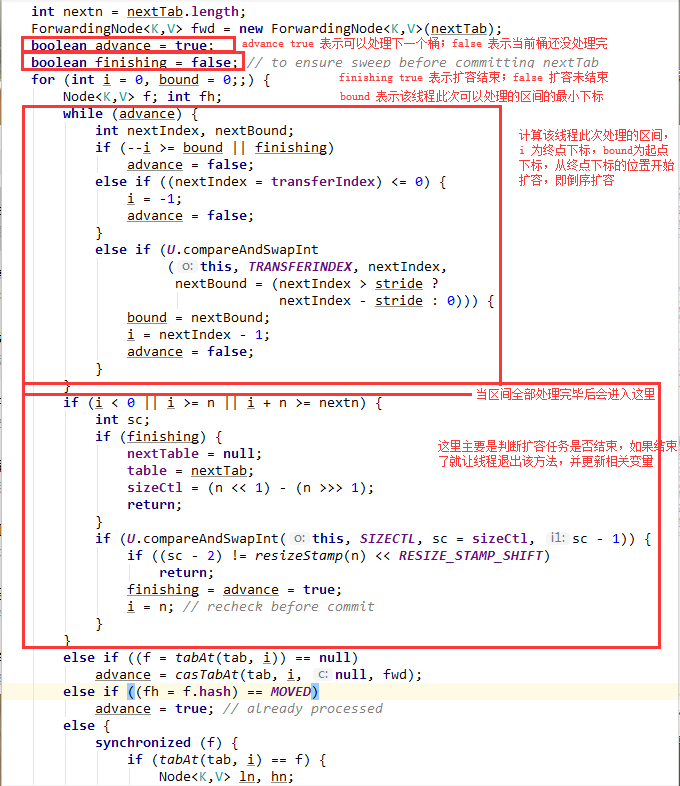 int nextn = nextTab.length;
ForwardingNode<K,V> fwd = new ForwardingNode<K,V>(nextTab);
boolean advance = true; advance true 表示可以处理下一个桶；false 表示当前桶还没处理完
boolean finishing = false; // to ensure sweep before committing nextTab
for (int i = 0, bound = 0;;) { finishing true 表示扩容结束；false 扩容未结束
Node<K,V> f; int fh; bound 表示该线程此次可以处理的区间的最小下标
while (advance) {
int nextIndex, nextBound; 计算该线程此次处理的区间，
if (--i >= bound || finishing) i 为终点下标，bound为起点
advance = false; 下标，从终点下标的位置开始
else if ((nextIndex = transferIndex) <= 0) { 扩容，即倒序扩容
i = -1;
advance = false;
}
else if (U.compareAndSwapInt
( o: this, TRANSFERINDEX, nextIndex,
nextBound = (nextIndex > stride ?
nextIndex - stride : 0))) {
bound = nextBound;
i = nextIndex - 1;
advance = false;
}
}
当区间全部处理完毕后会进入这里
if (i < 0 || i >= n || i + n >= nextn) {
int sc;
if (finishing) { 这里主要是判断扩容任务是否结束，如果结束
nextTable = null; 了就让线程退出该方法，并更新相关变量
table = nextTab;
sizeCtl = (n << 1) - (n >>> 1);
return;
}
if (U.compareAndSwapInt( o: this, SIZECTL, sc = sizeCtl, i1: sc - 1)) {
if ((sc - 2) != resizeStamp(n) << RESIZE_STAMP_SHIFT)
return;
finishing = advance = true;
i = n; // recheck before commit
}
}
else if ((f = tabAt(tab, i)) == null)
advance = casTabAt(tab, i, c: null, fwd);
else if ((fh = f.hash) == MOVED)
advance = true; // already processed
else {
synchronized (f) {
if (tabAt(tab, i) == f) {
Node<K,V> ln, hn;